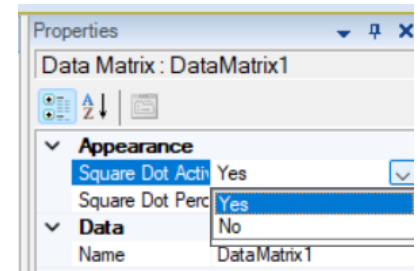 Properties
Data Matrix : DataMatrix1
Appearance
Square Dot Activ Yes
Square Dot Perc Yes
No
Data
Name DataMatrix1